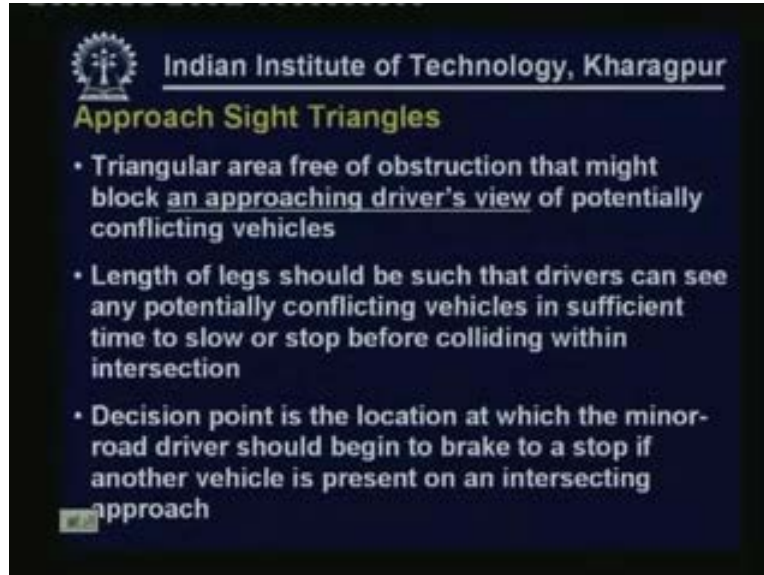 Indian Institute of Technology, Kharagpur
Approach Sight Triangles
• Triangular area free of obstruction that might
block an approaching driver's view of potentially
conflicting vehicles
• Length of legs should be such that drivers can see
any potentially conflicting vehicles in sufficient
time to slow or stop before colliding within
intersection
• Decision point is the location at which the minor-
road driver should begin to brake to a stop if
another vehicle is present on an intersecting
approach